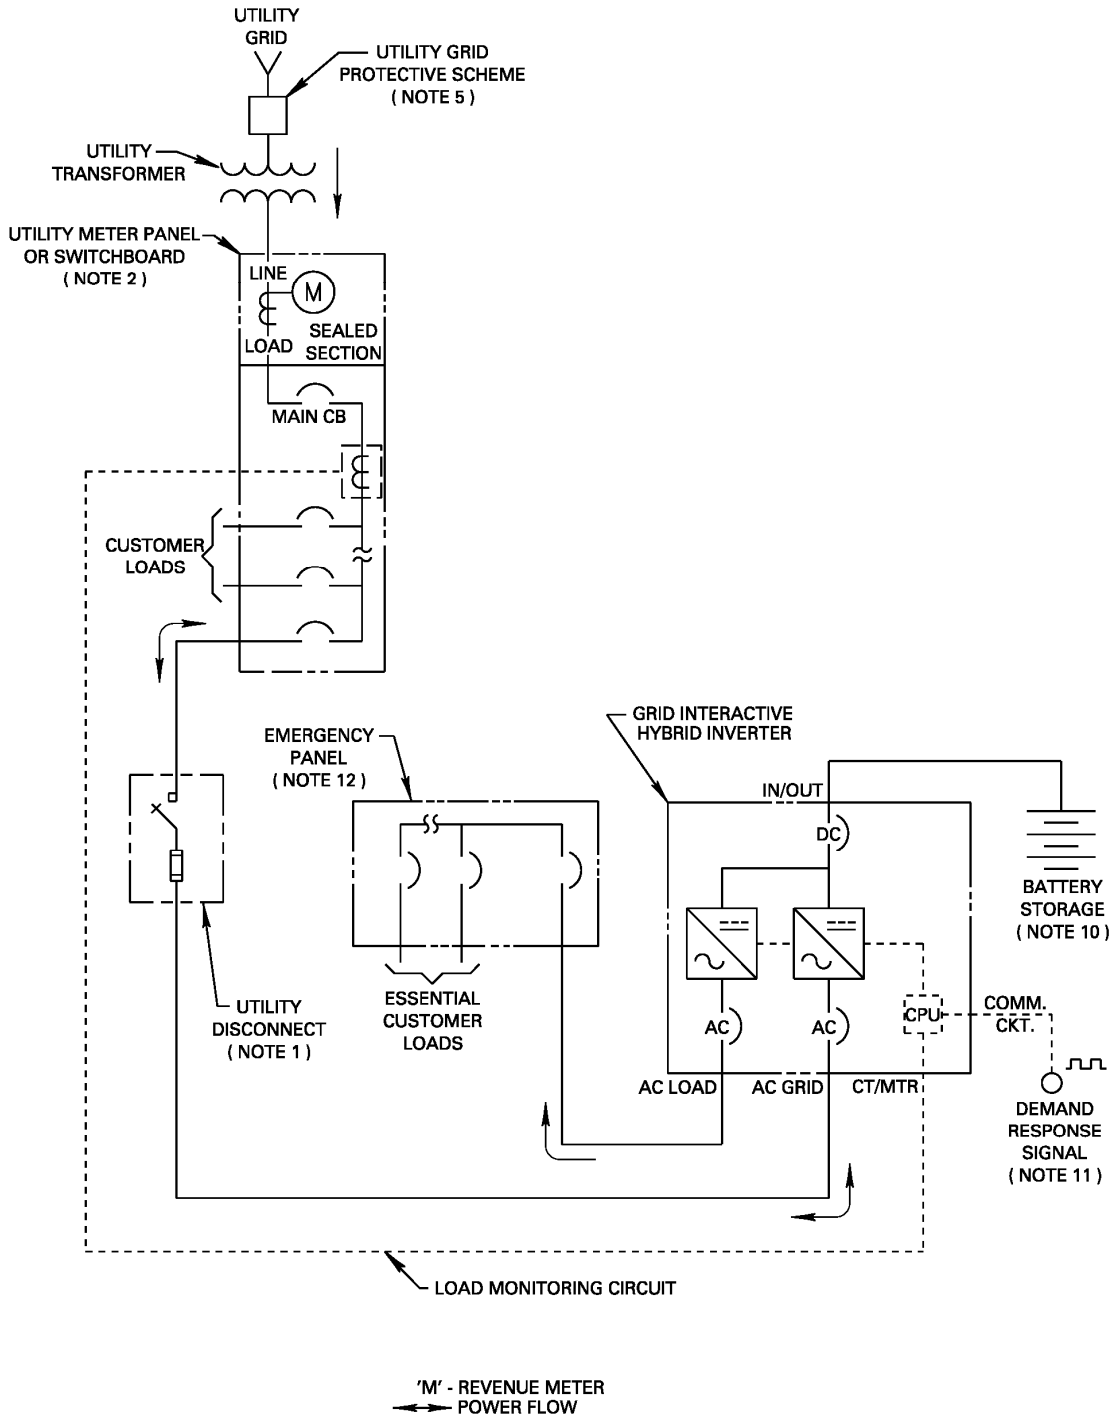 UTILITY
GRID
UTILITY GRID
PROTECTIVE SCHEME
( NOTE 5 )
UTILITY
TRANSFORMER
UTILITY METER PANEL
OR SWITCHBOARD
( NOTE 2 )
LINE
M
LOAD
SEALED
SECTION
MAIN CB
CUSTOMER
LOADS
EMERGENCY
PANEL
( NOTE 12 )
GRID INTERACTIVE
HYBRID INVERTER
IN/OUT
DC
BATTERY
STORAGE
( NOTE 10 )
ESSENTIAL
CUSTOMER
LOADS
UTILITY
DISCONNECT
( NOTE 1 )
AC
AC
CPU
COMM.
CKT.
AC LOAD
AC GRID
CT/MTR
DEMAND
RESPONSE
SIGNAL
( NOTE 11 )
LOAD MONITORING CIRCUIT
'M' - REVENUE METER
POWER FLOW